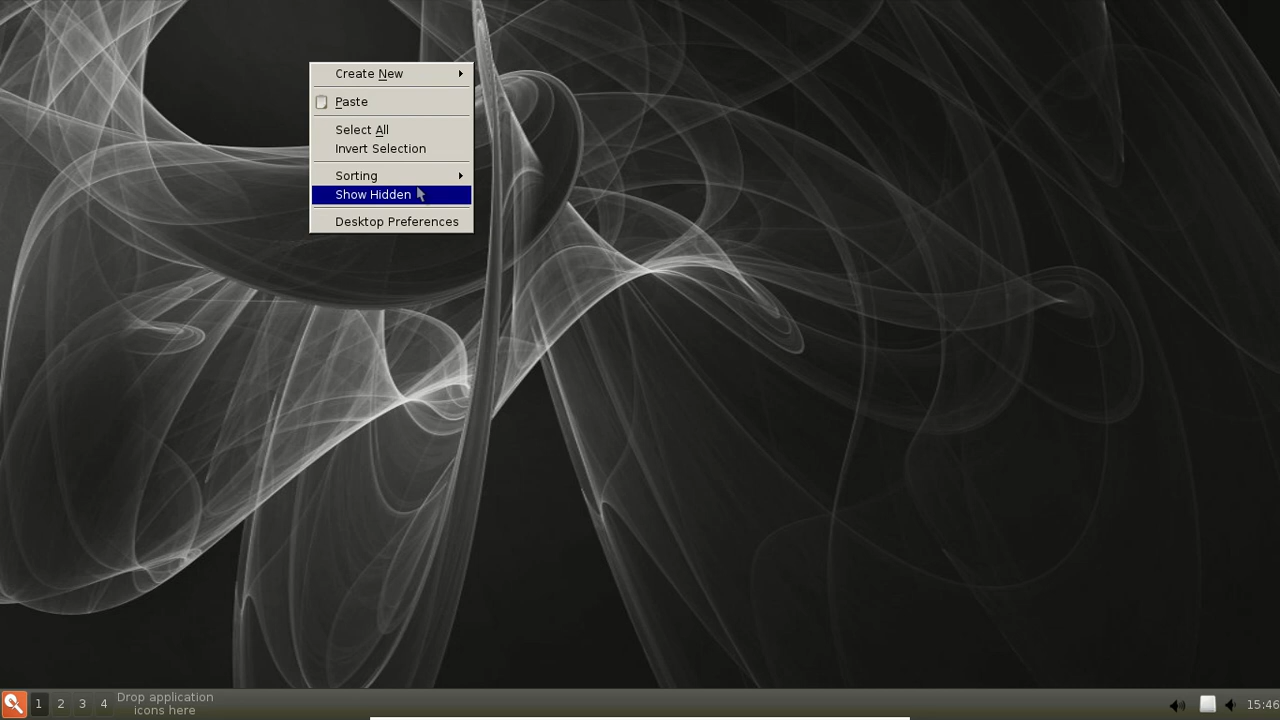 Create New
Paste
Select All
Invert Selection
Sorting
Show Hidden
Desktop Preferences
1 2 3 4
Drop application
icons here
15:46